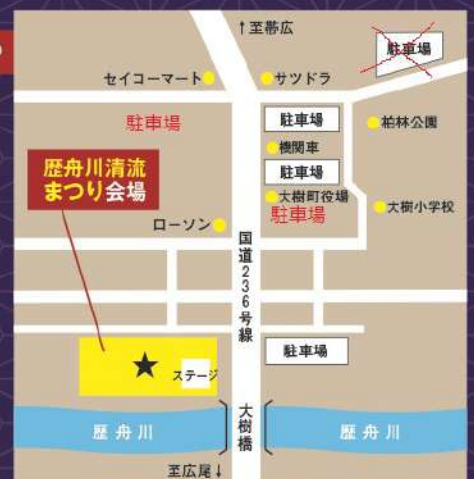 ↑至帯広
駐車場
セイコーマート
サツドラ
駐車場
駐車場
柏林公園
機関車
駐車場
歴舟川清流
まつり会場
大樹町役場
駐車場
大樹小学校
ローソン
国道236号線
駐車場
★
ステージ
歴舟川
大樹橋
歴舟川
至広尾↓